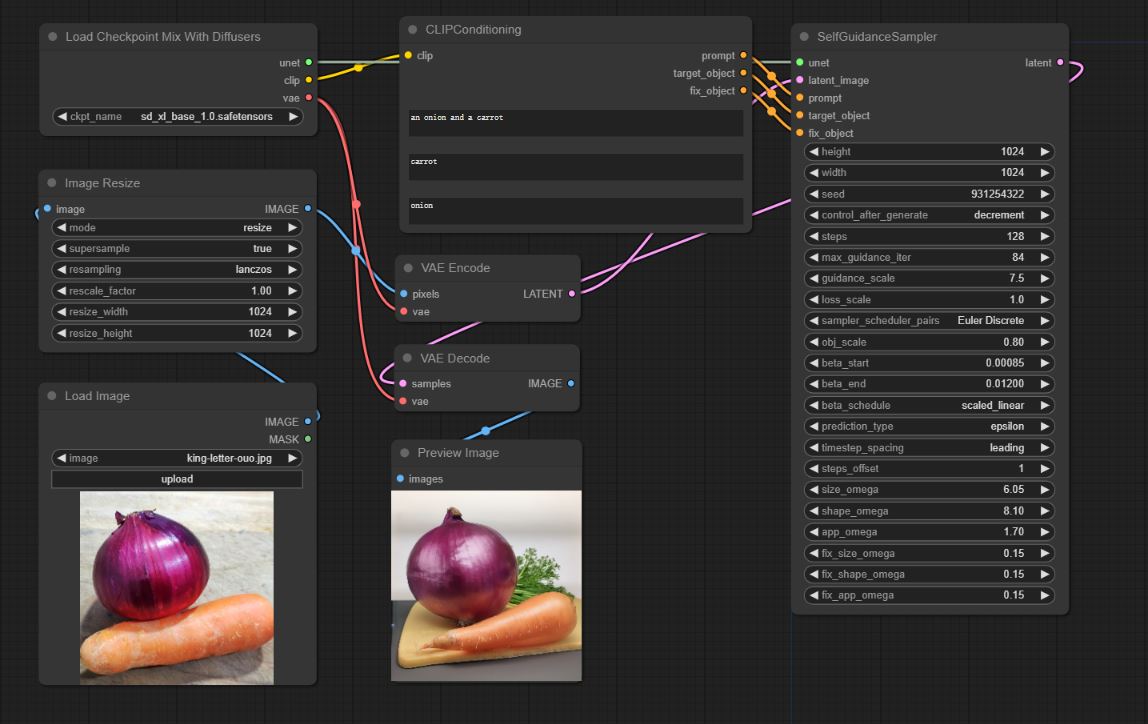 Load Checkpoint Mix With Diffusers
unet
clip
vae
ckpt_name sd_xl_base_1.0.safetensors
Image Resize
image IMAGE
mode resize
supersample true
resampling lanczos
rescale_factor 1.00
resize_width 1024
resize_height 1024
Load Image
IMAGE
MASK
image king-letter-ouo.jpg
upload
CLIPConditioning
clip prompt
target_object
fix_object
an onion and a carrot
carrot
onion
VAE Encode
pixels LATENT
vae
VAE Decode
samples IMAGE
vae
Preview Image
images
SelfGuidanceSampler
unet latent
latent_image
prompt
target_object
fix_object
height 1024
width 1024
seed 931254322
control_after_generate decrement
steps 128
max_guidance_iter 84
guidance_scale 7.5
loss_scale 1.0
sampler_scheduler_pairs Euler Discrete
obj_scale 0.80
beta_start 0.00085
beta_end 0.01200
beta_schedule scaled_linear
prediction_type epsilon
timestep_spacing leading
steps_offset 1
size_omega 6.05
shape_omega 8.10
app_omega 1.70
fix_size_omega 0.15
fix_shape_omega 0.15
fix_app_omega 0.15